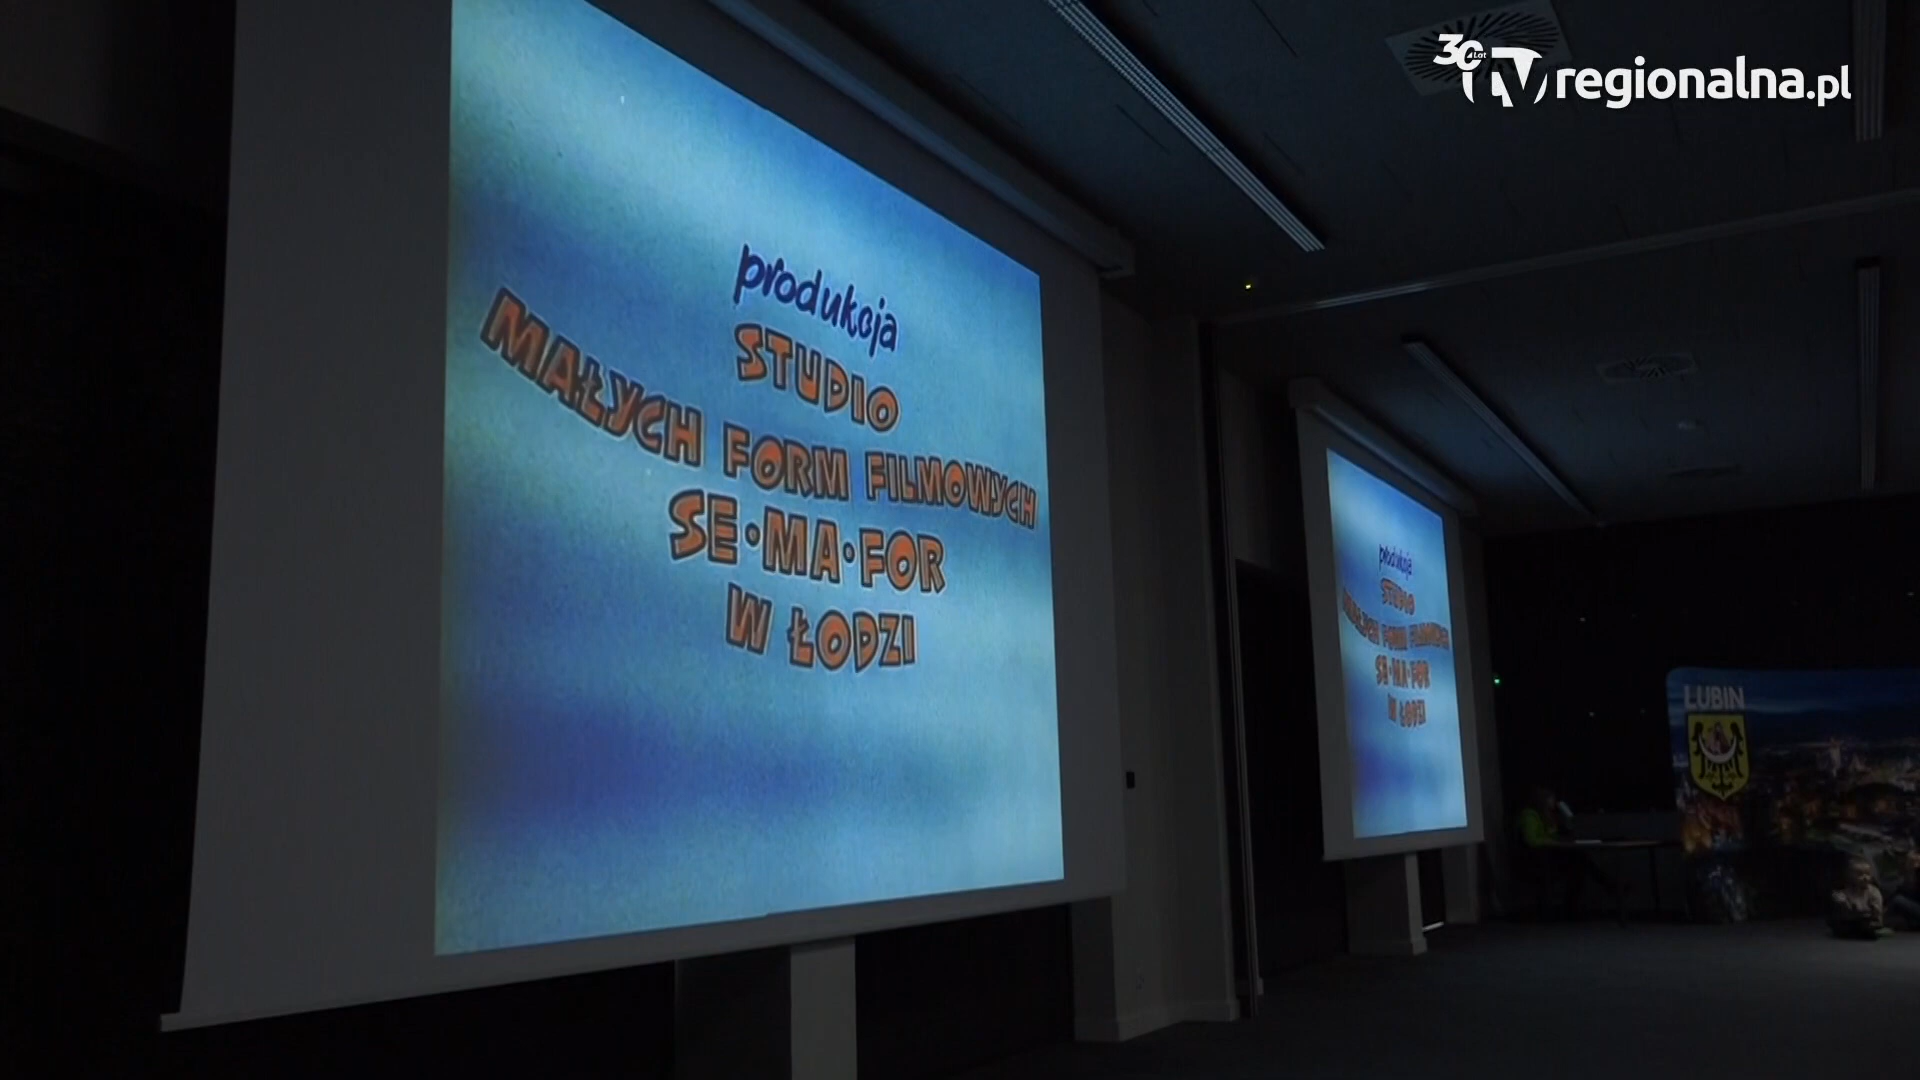 30 Lat
TV regionalna.pl
produkcja
STUDIO
MAŁYCH FORM FILMOWYCH
SE•MA•FOR
W ŁODZI
produkcja
STUDIO
MAŁYCH FORM FILMOWYCH
SE•MA•FOR
W ŁODZI
LUBIN